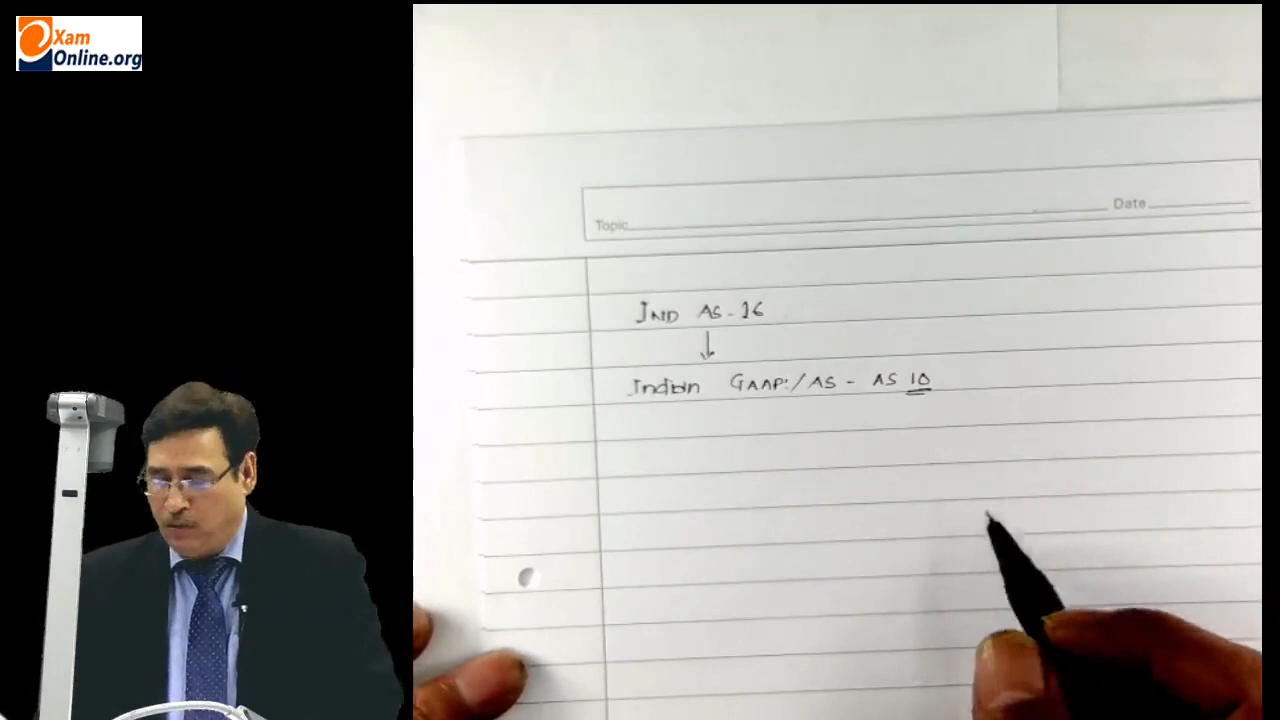 Xam
Online.org
Topic
Date
IND AS - 16
Indian GAAP:/AS - AS 10